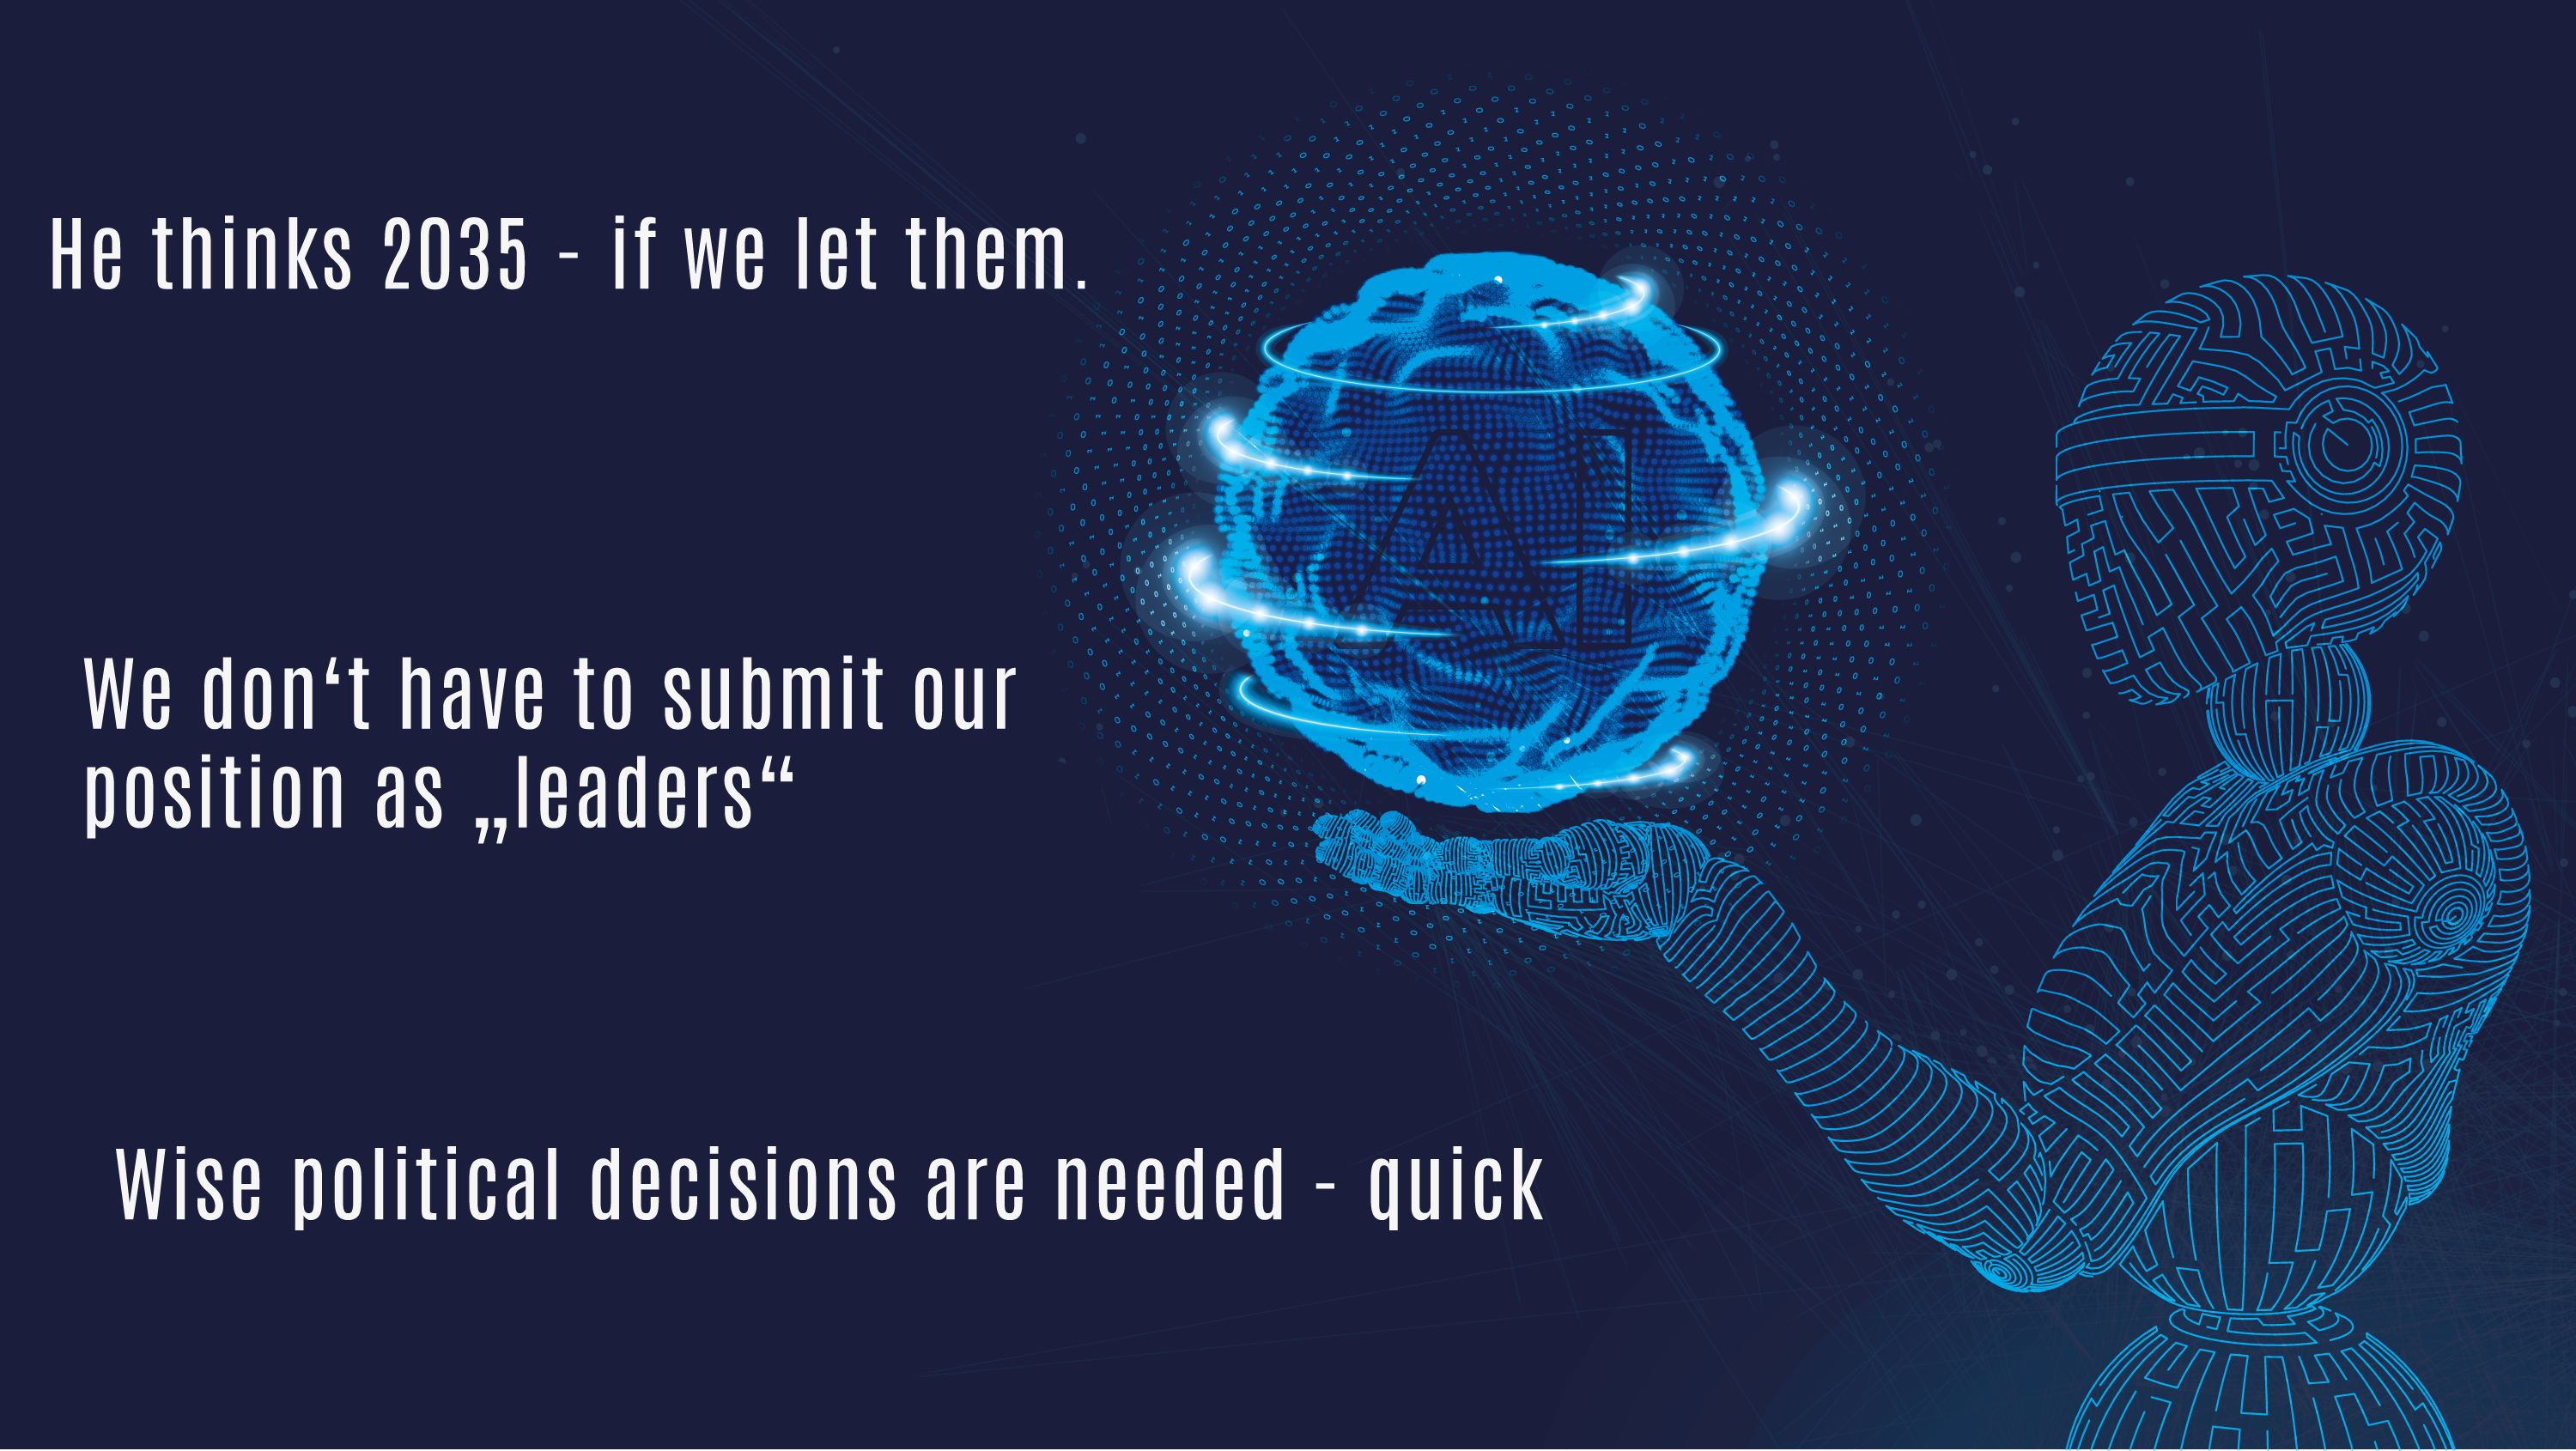 He thinks 2035 - if we let them.
AI
We don‘t have to submit our
position as „leaders“
Wise political decisions are needed - quick